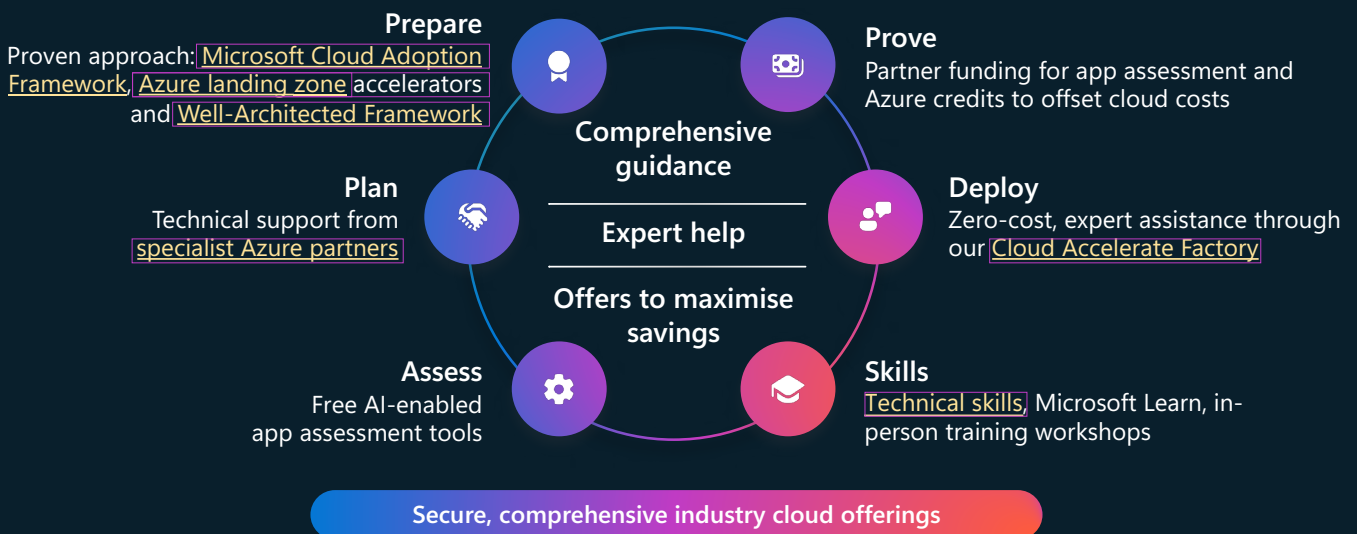 Prepare
Proven approach: Microsoft Cloud Adoption
Framework, Azure landing zone accelerators
and Well-Architected Framework
Plan
Technical support from
specialist Azure partners
Assess
Free AI-enabled
app assessment tools
Comprehensive
guidance
Expert help
Offers to maximise
savings
Prove
Partner funding for app assessment and
Azure credits to offset cloud costs
Deploy
Zero-cost, expert assistance through
our Cloud Accelerate Factory
Skills
Technical skills, Microsoft Learn, in-
person training workshops
Secure, comprehensive industry cloud offerings